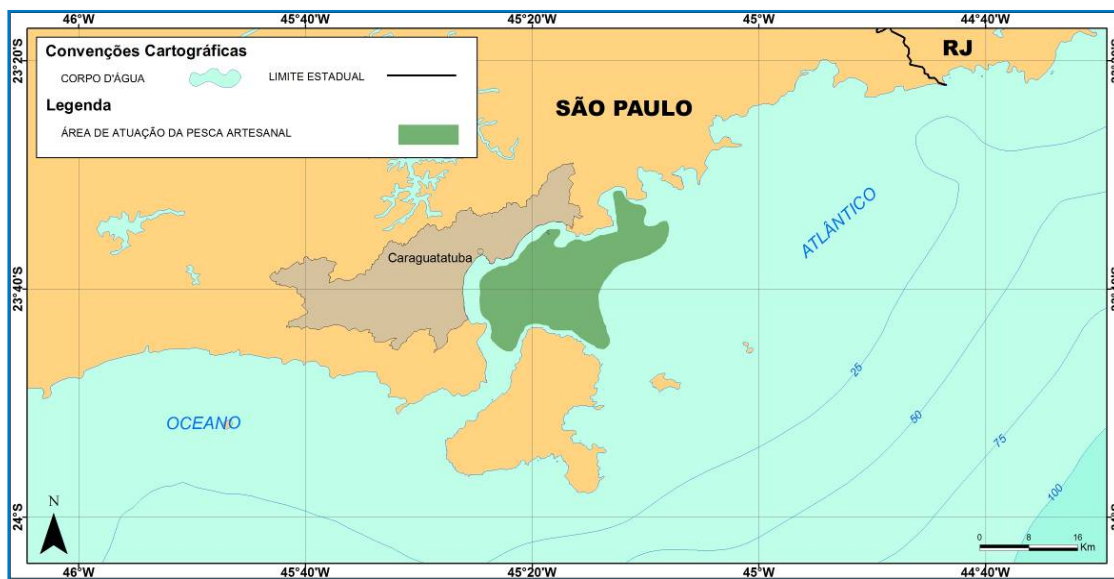 46°W 45°40'W 45°20'W 45°W 44°40'W
Convenções Cartográficas
CORPO D'ÁGUA LIMITE ESTADUAL
Legenda
ÁREA DE ATUAÇÃO DA PESCA ARTESANAL
RJ
SÃO PAULO
23°20'S
ATLÂNTICO
Caraguatatuba
23°40'S
OCEANO
25
50
75
100
N
24°S
0 8 16
Km
46°W 45°40'W 45°20'W 45°W 44°40'W